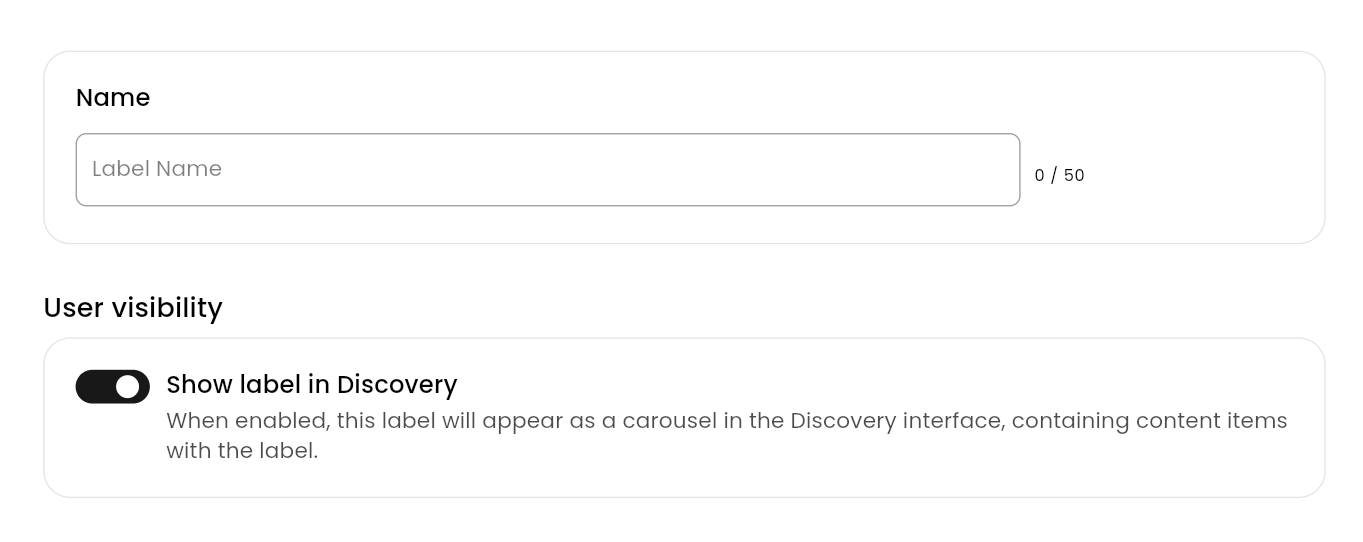 Name
Label Name
0 / 50
User visibility
Show label in Discovery
When enabled, this label will appear as a carousel in the Discovery interface, containing content items
with the label.